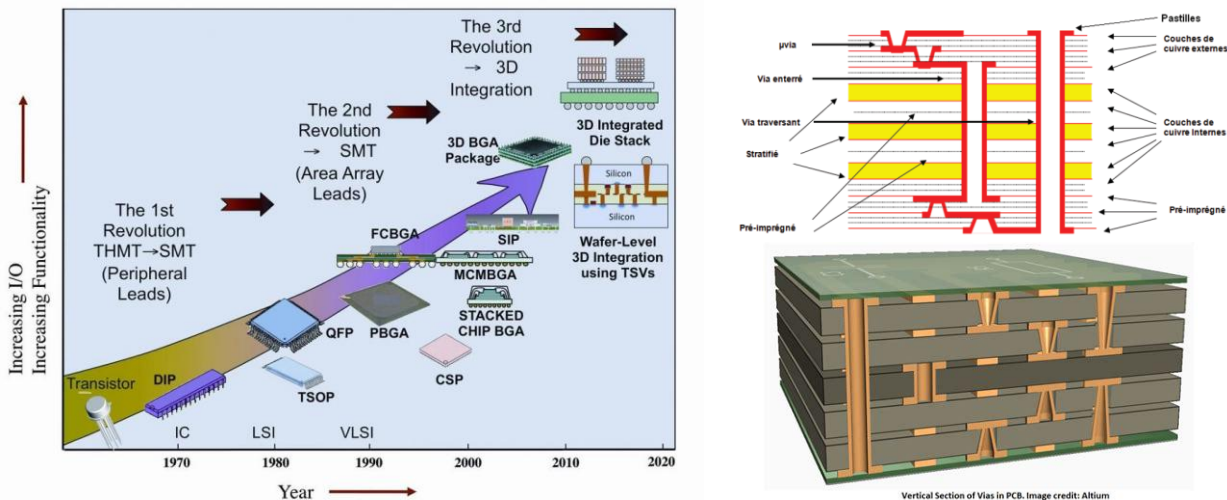 Increasing I/O
Increasing Functionality
The 1st
Revolution
THMT→SMT
(Peripheral
Leads)
The 2nd
Revolution
→ SMT
(Area Array
Leads)
The 3rd
Revolution
→ 3D
Integration
3D Integrated
Die Stack
3D BGA
Package
Silicon
Silicon
Wafer-Level
3D Integration
using TSVs
SIP
FCBGA
MCMBGA
STACKED
CHIP BGA
PBGA
QFP
CSP
TSOP
DIP
Transistor
IC
LSI
VLSI
1970
1980
1990
2000
2010
2020
Year
Pastilles
Couches de
cuivre externes
µvia
Via enterré
Via traversant
Couches de
cuivre Internes
Stratifié
Pré-imprégné
Pré-imprégné
Vertical Section of Vias in PCB. Image credit: Altium